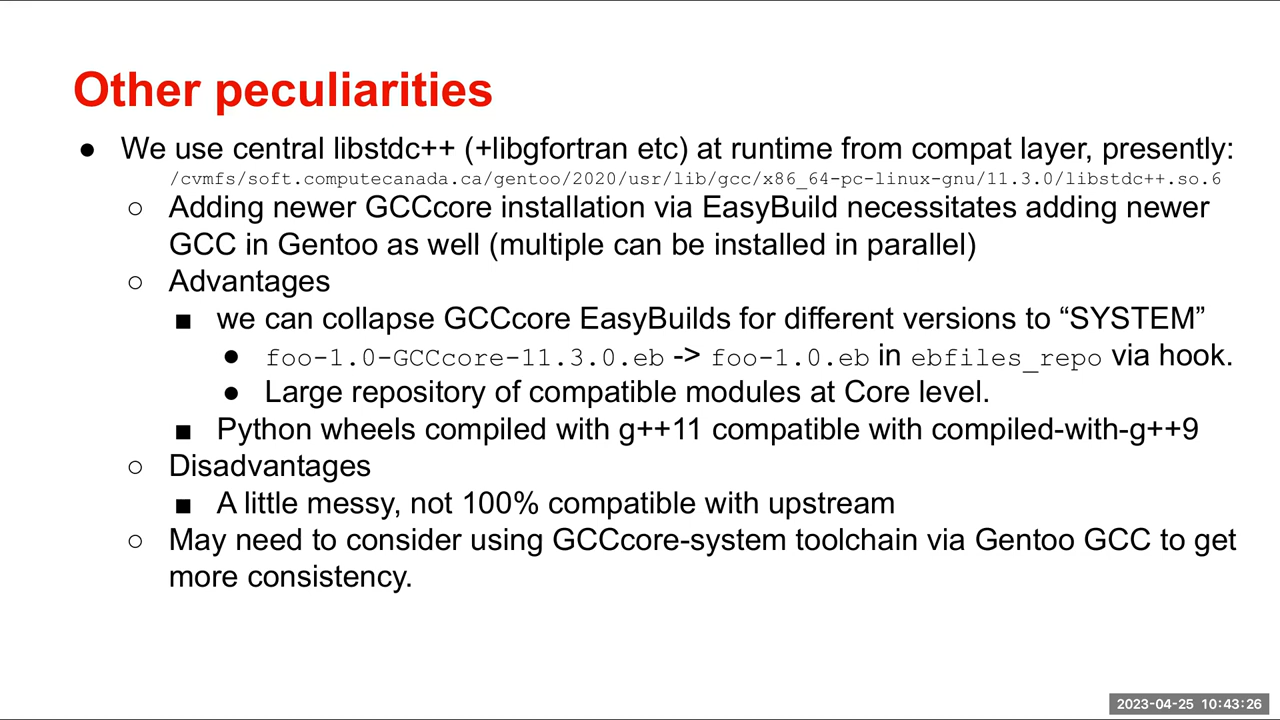 Other peculiarities
● We use central libstdc++ (+libgfortran etc) at runtime from compat layer, presently:
/cvmfs/soft.computecanada.ca/gentoo/2020/usr/lib/gcc/x86_64-pc-linux-gnu/11.3.0/libstdc++.so.6
○ Adding newer GCCcore installation via EasyBuild necessitates adding newer
GCC in Gentoo as well (multiple can be installed in parallel)
○ Advantages
■ we can collapse GCCcore EasyBuilds for different versions to “SYSTEM”
● foo-1.0-GCCcore-11.3.0.eb -> foo-1.0.eb in ebfiles_repo via hook.
● Large repository of compatible modules at Core level.
■ Python wheels compiled with g++11 compatible with compiled-with-g++9
○ Disadvantages
■ A little messy, not 100% compatible with upstream
○ May need to consider using GCCcore-system toolchain via Gentoo GCC to get
more consistency.
2023-04-25 10:43:26